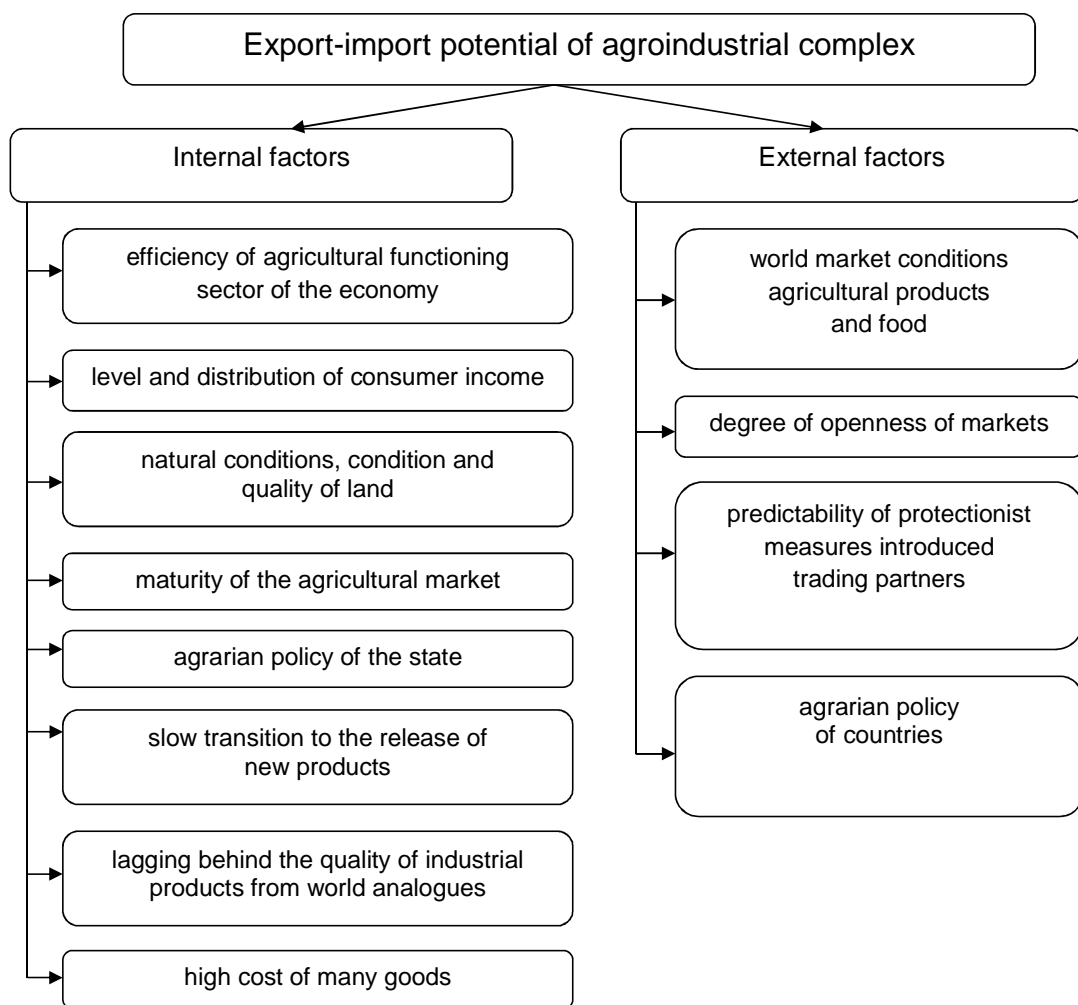 Export-import potential of agroindustrial complex
Internal factors
efficiency of agricultural functioning
sector of the economy
level and distribution of consumer income
natural conditions, condition and
quality of land
maturity of the agricultural market
agrarian policy of the state
slow transition to the release of
new products
lagging behind the quality of industrial
products from world analogues
high cost of many goods
External factors
world market conditions
agricultural products
and food
degree of openness of markets
predictability of protectionist
measures introduced
trading partners
agrarian policy
of countries